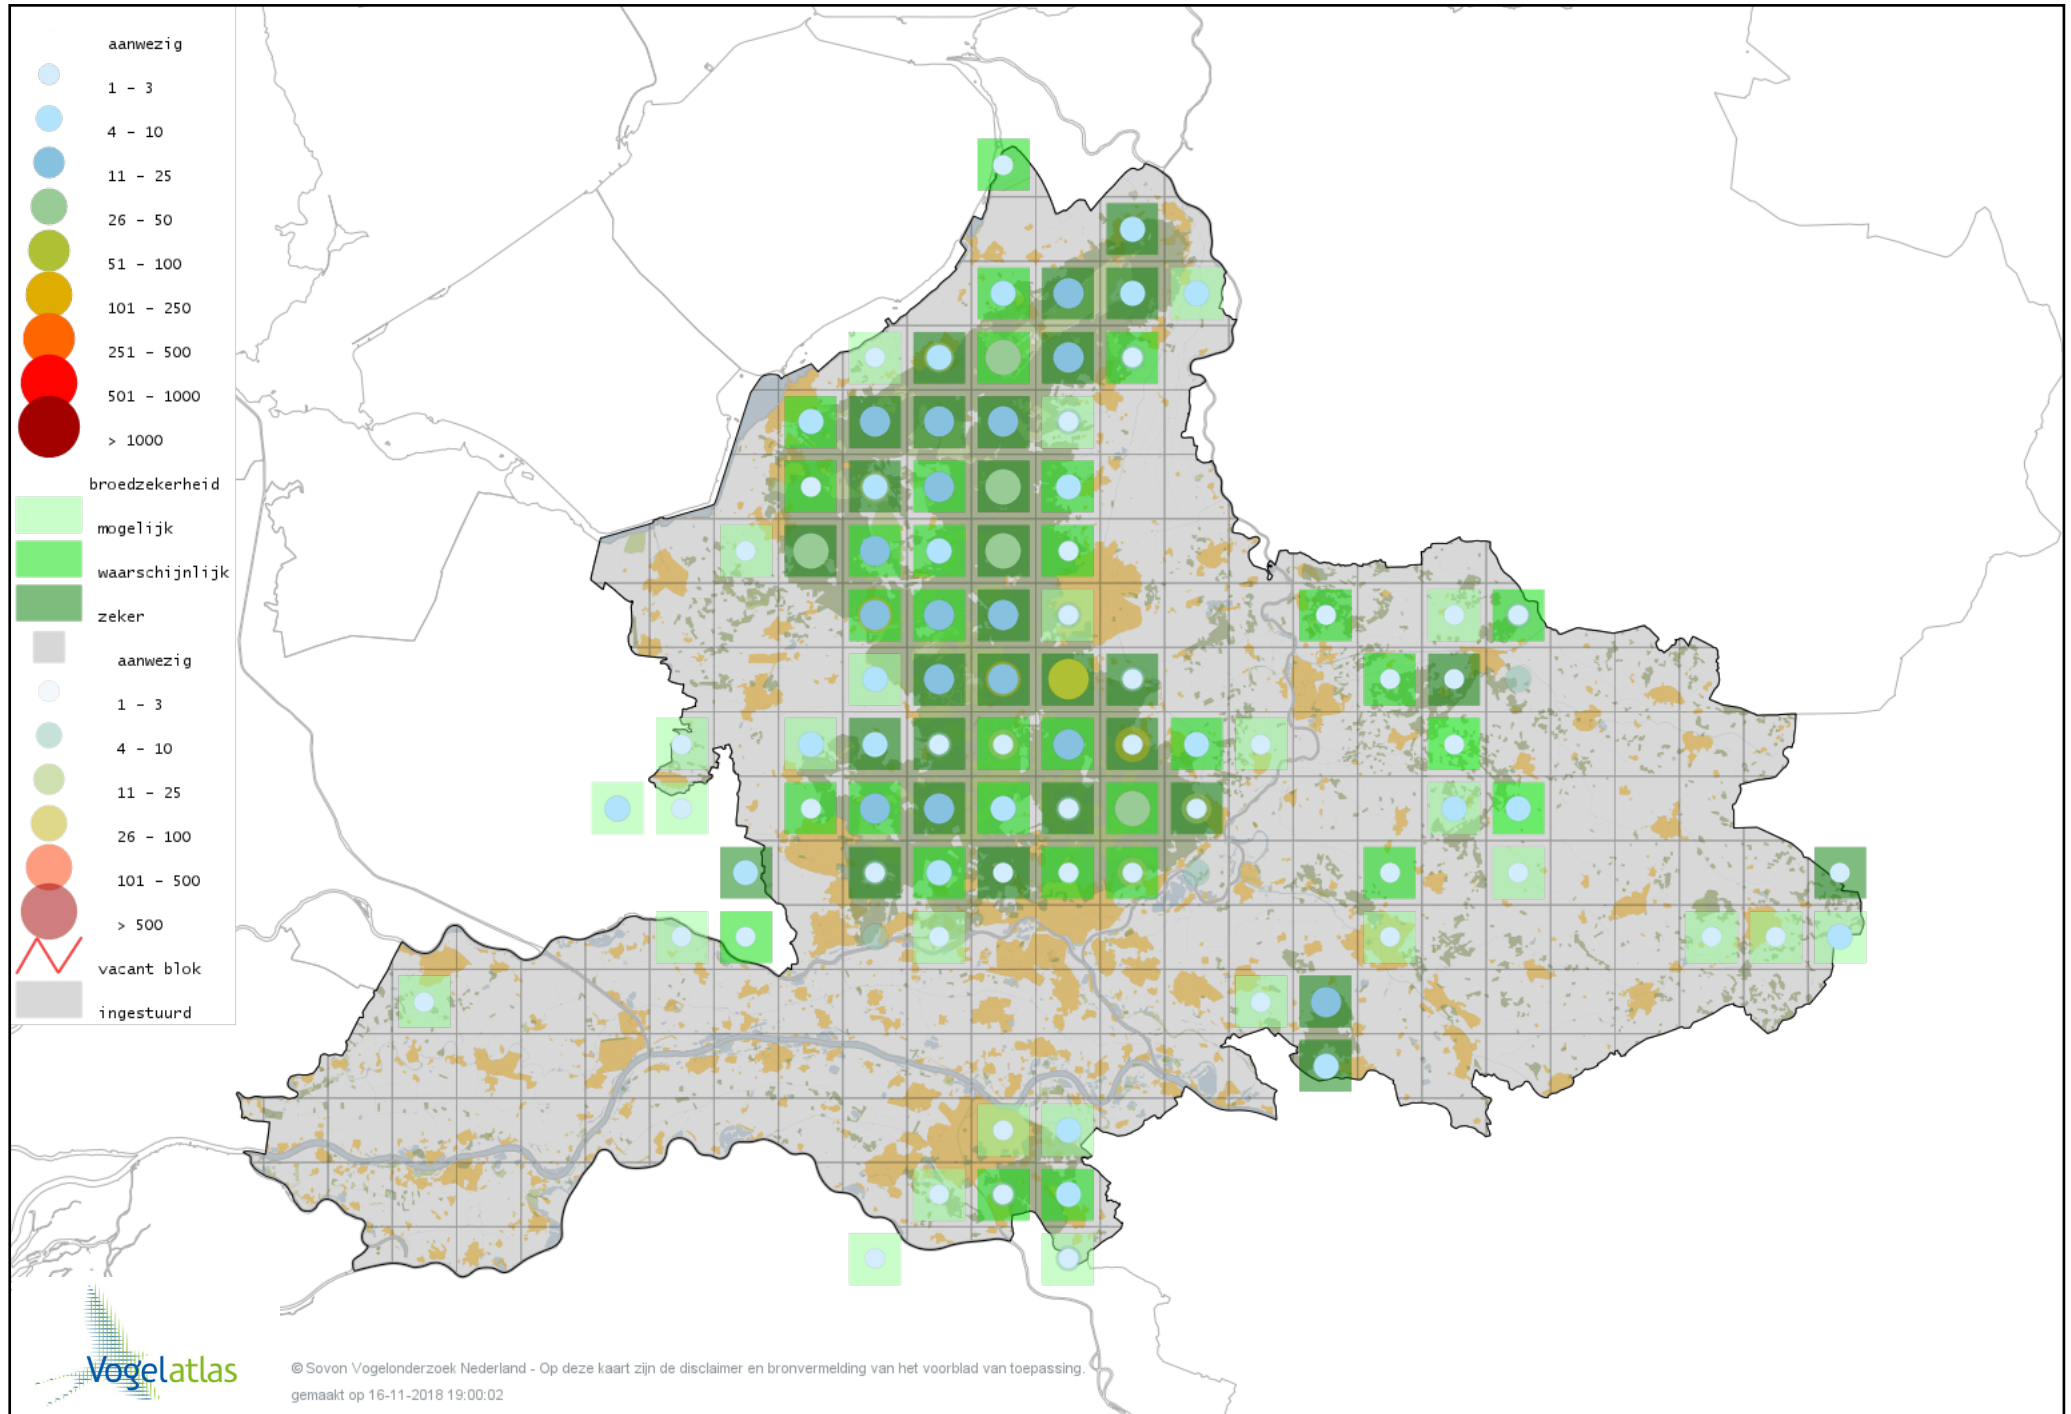 aanwezig
1 - 3
4 - 10
11 - 25
26 - 50
51 - 100
101 - 250
251 - 500
501 - 1000
> 1000
broedzekerheid
mogelijk
waarschijnlijk
zeker
aanwezig
1 - 3
4 - 10
11 - 25
26 - 100
101 - 500
> 500
vacant blok
ingestuurd
Vogelatlas
© Sovon Vogelonderzoek Nederland - Op deze kaart zijn de disclaimer en bronvermelding van het voorblad van toepassing.
gemaakt op 16-11-2018 19:00:02